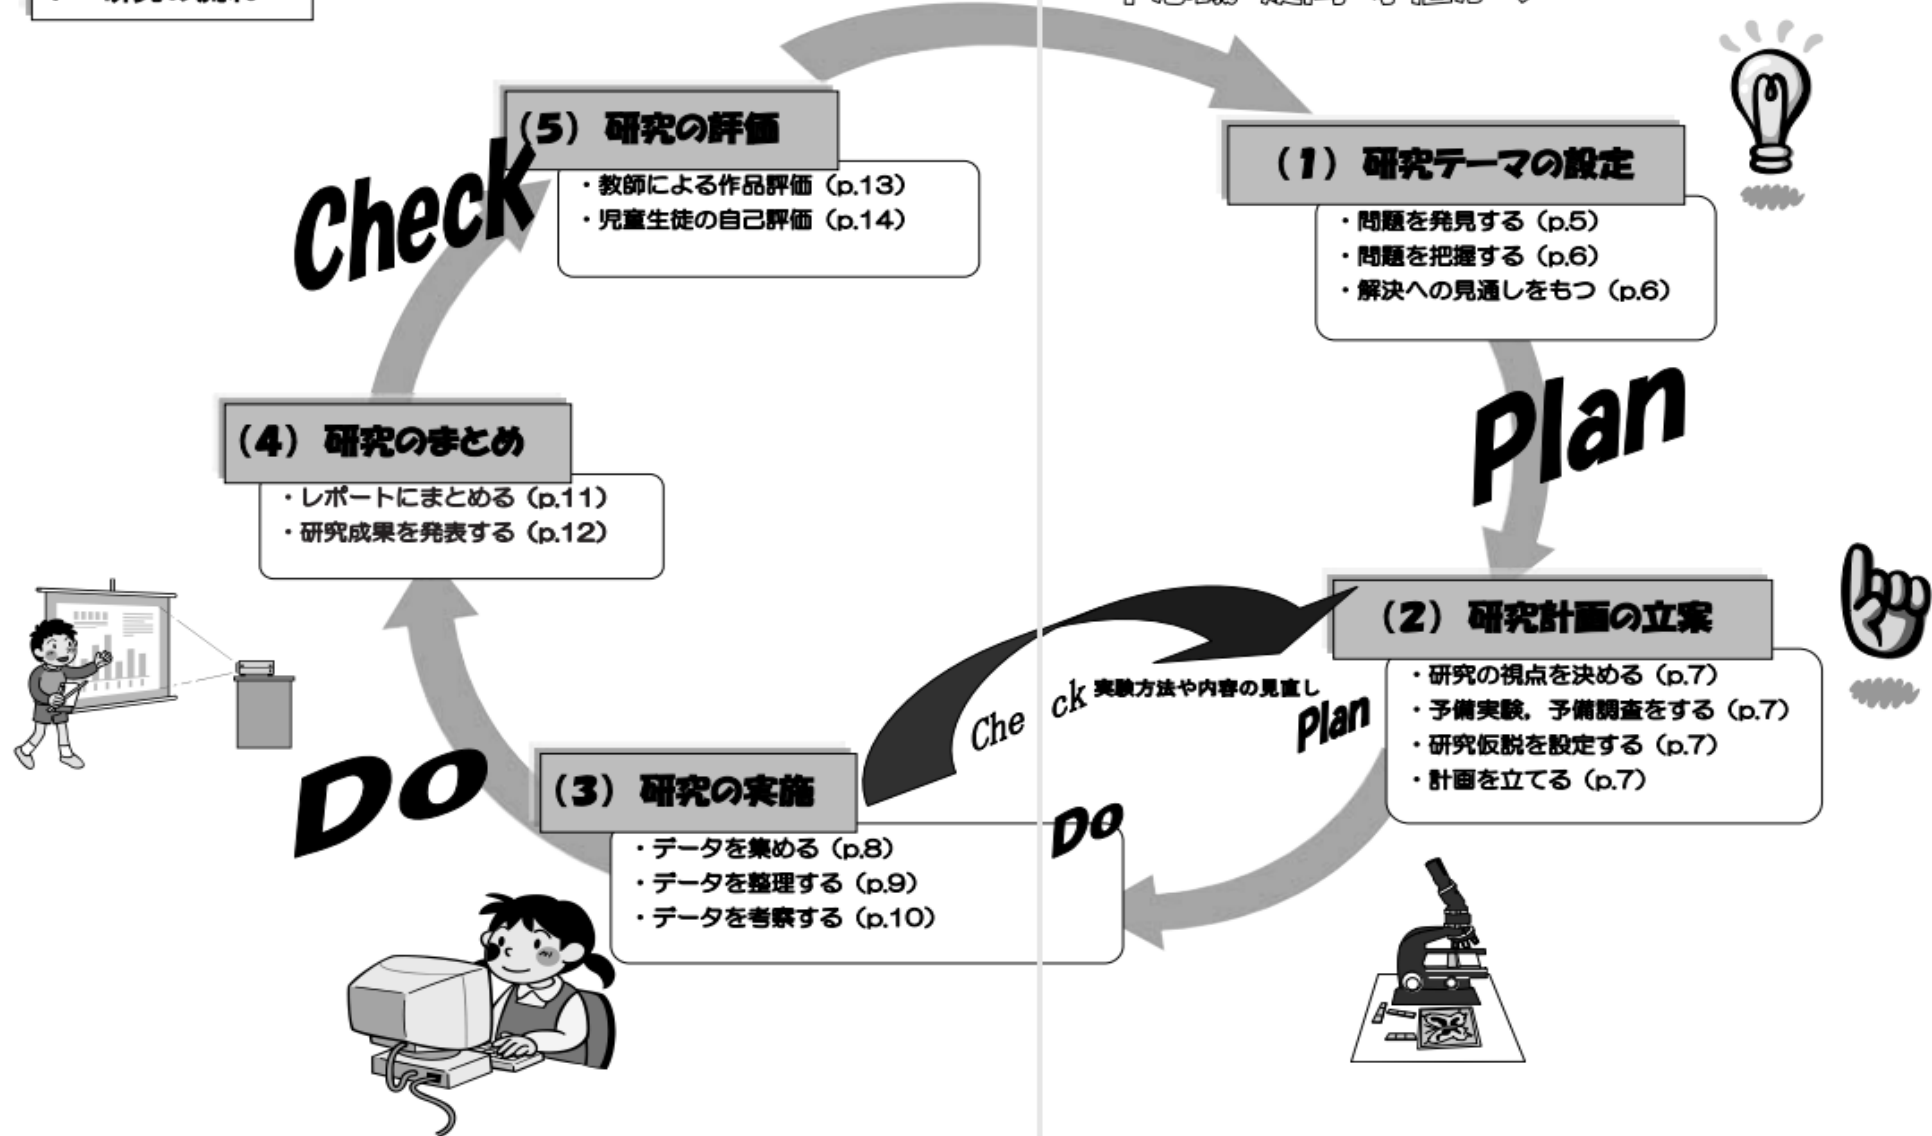 (5) 研究の評価
・教師による作品評価（p.13）
・児童生徒の自己評価（p.14）
Check
(1) 研究テーマの設定
・問題を発見する（p.5）
・問題を把握する（p.6）
・解決への見通しをもつ（p.6）
Plan
(4) 研究のまとめ
・レポートにまとめる（p.11）
・研究成果を発表する（p.12）
(2) 研究計画の立案
・研究の視点を決める（p.7）
・予備実験，予備調査をする（p.7）
・研究仮説を設定する（p.7）
・計画を立てる（p.7）
Check 実験方法や内容の見直し
Plan
Do
(3) 研究の実施
・データを集める（p.8）
・データを整理する（p.9）
・データを考察する（p.10）
Do